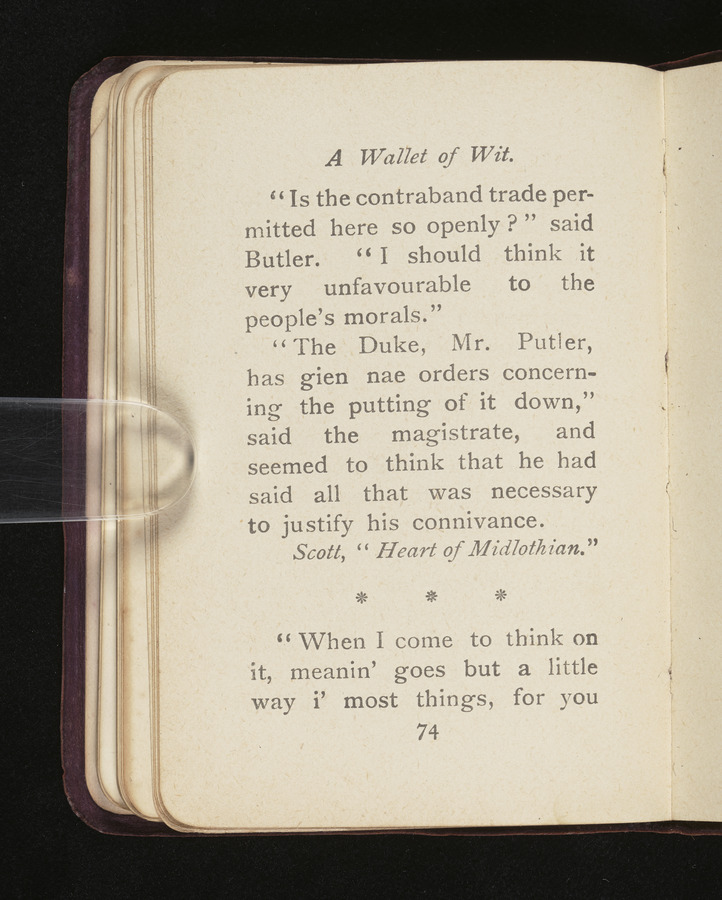 A Wallet of Wit.
“Is the contraband trade per-
mitted here so openly?” said
Butler. “I should think it
very unfavourable to the
people’s morals.”
“The Duke, Mr. Putler,
has gien nae orders concern-
ing the putting of it down,”
said the magistrate, and
seemed to think that he had
said all that was necessary
to justify his connivance.
Scott, “Heart of Midlothian.”
* * *
“When I come to think on
it, meanin’ goes but a little
way i’ most things, for you
74